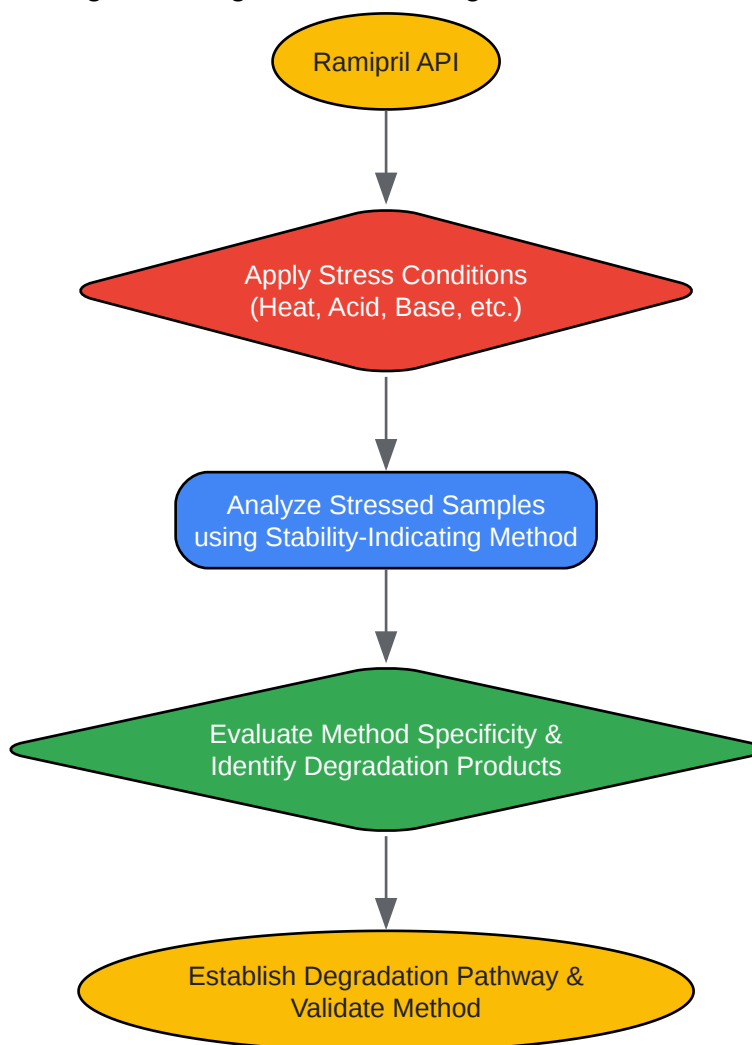 Ramipril API
Apply Stress Conditions
(Heat, Acid, Base, etc.)
Analyze Stressed Samples
using Stability-Indicating Method
Evaluate Method Specificity &
Identify Degradation Products
Establish Degradation Pathway &
Validate Method